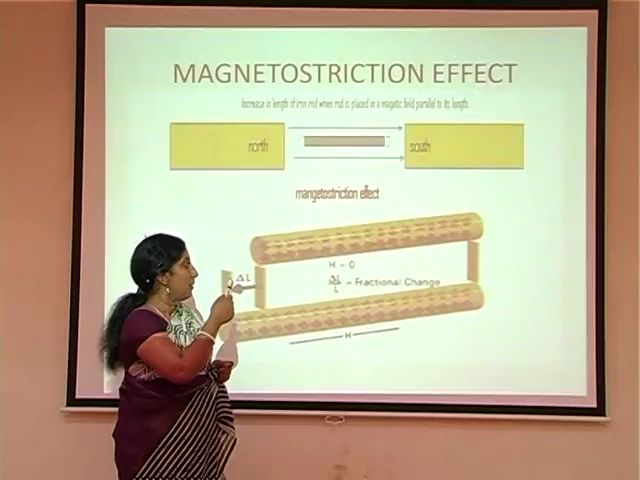 MAGNETOSTRICTION EFFECT
Increase in length of iron rod when rod is placed in a magetic field parallel to its length.
north
south
mangetostriction effect
ΔL
H = 0
ΔL/L = Fractional Change
H